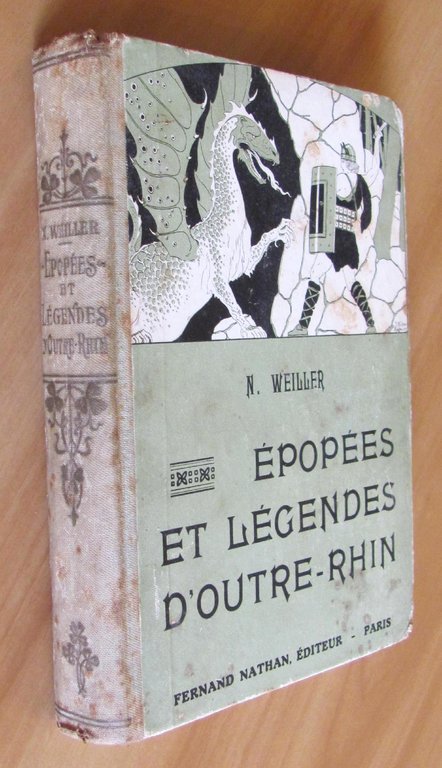 N. WEILLER
ÉPOPÉES
ET LÉGENDES
D'OUTRE-RHIN
FERNAND NATHAN, ÉDITEUR - PARIS
N. WEILLER
ÉPOPÉES
ET
LÉGENDES
D'OUTRE-RHIN